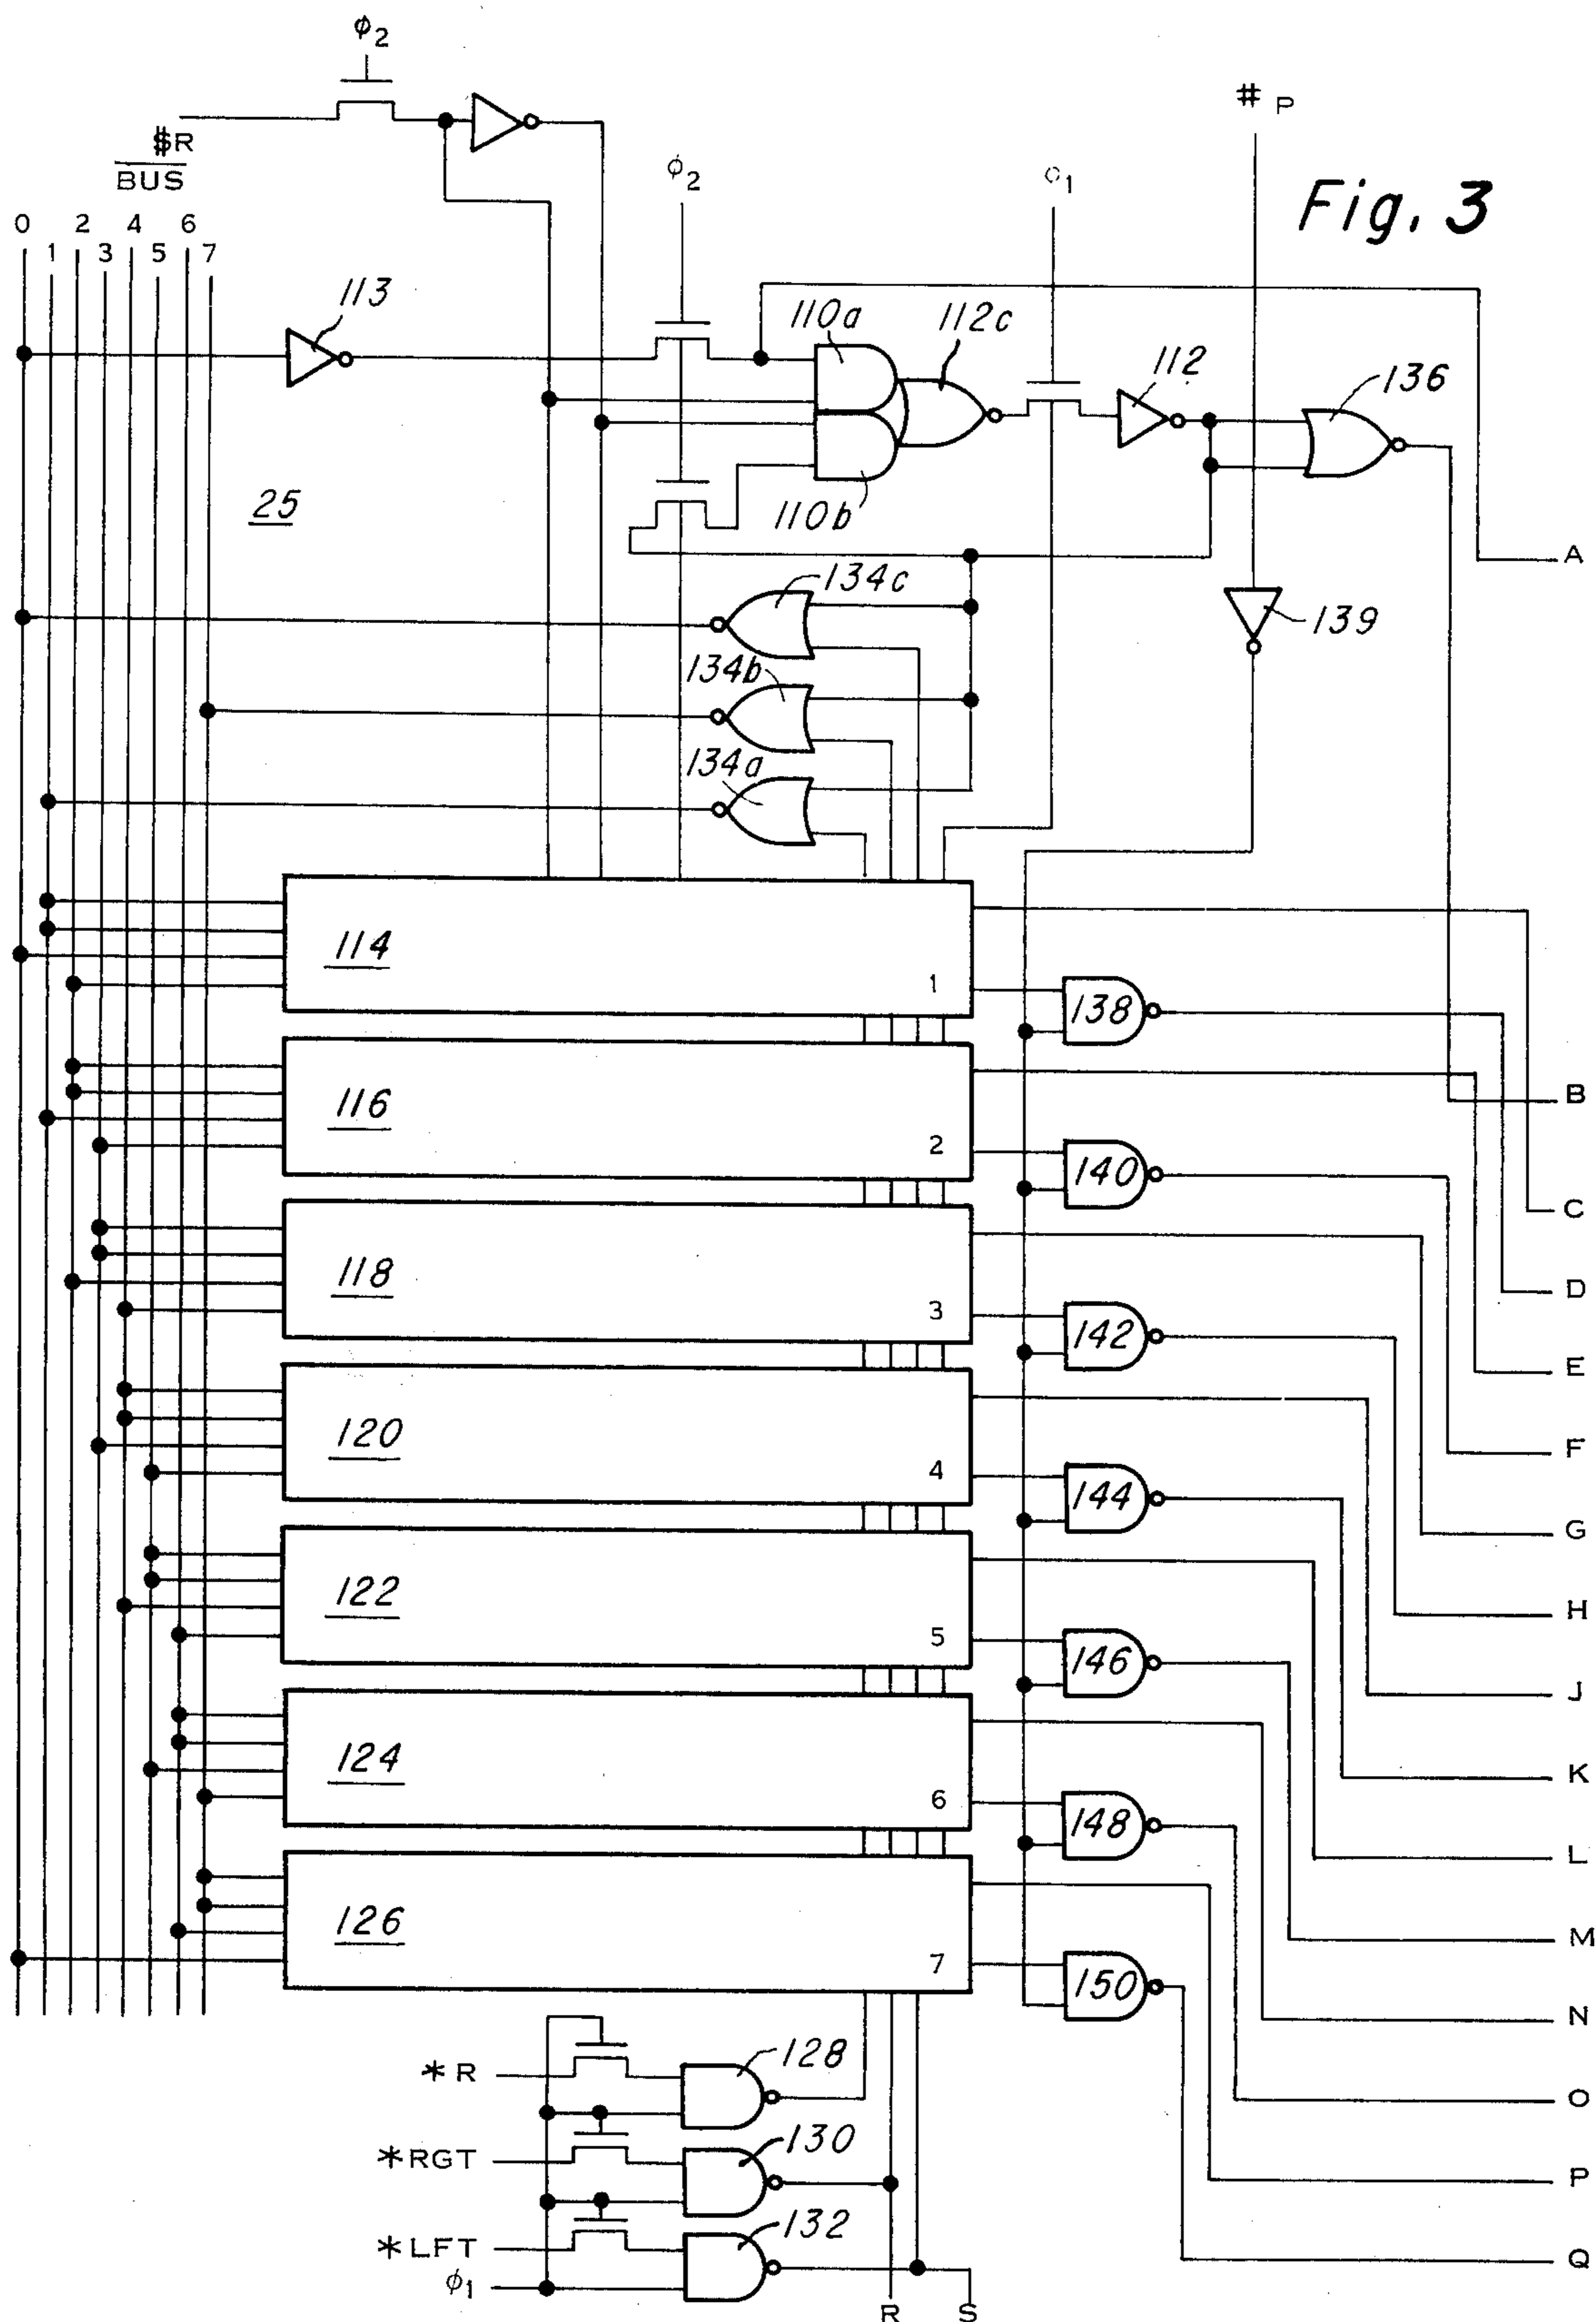 ϕ2
# P
$R
BUS
ϕ2
o1
Fig. 3
0 2 4 6
1 3 5 7
113
110a
112c
112
136
25
110b
A
134c
139
134b
134a
114
1
138
116
2
140
B
118
3
142
C
D
120
4
144
E
F
122
5
146
G
H
124
6
148
J
K
126
7
150
L
M
N
*R
128
O
*RGT
130
P
*LFT
132
Q
ϕ1
R S